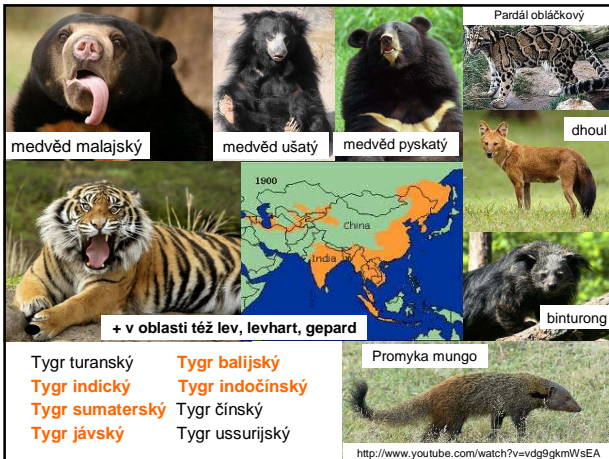 Pardál obláčkový
medvěd malajský
medvěd ušatý
medvěd pyskatý
dhoul
1900
China
India
+ v oblasti též lev, levhart, gepard
binturong
Tygr turanský
Tygr balijský
Tygr indický
Tygr indočínský
Tygr sumaterský
Tygr čínský
Tygr jávský
Tygr ussurijský
Promyka mungo
http://www.youtube.com/watch?v=vdg9gkmWsEA